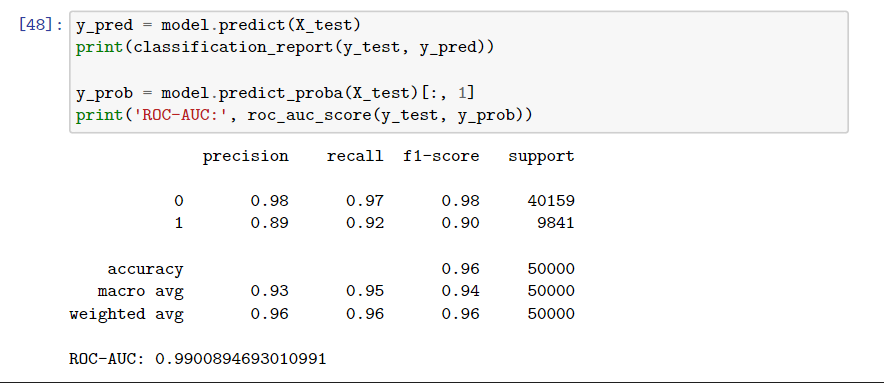 [48]: y_pred = model.predict(X_test)
print(classification_report(y_test, y_pred))
y_prob = model.predict_proba(X_test)[:, 1]
print('ROC-AUC:', roc_auc_score(y_test, y_prob))
precision recall f1-score support
0 0.98 0.97 0.98 40159
1 0.89 0.92 0.90 9841
accuracy 0.96 50000
macro avg 0.93 0.95 0.94 50000
weighted avg 0.96 0.96 0.96 50000
ROC-AUC: 0.9900894693010991